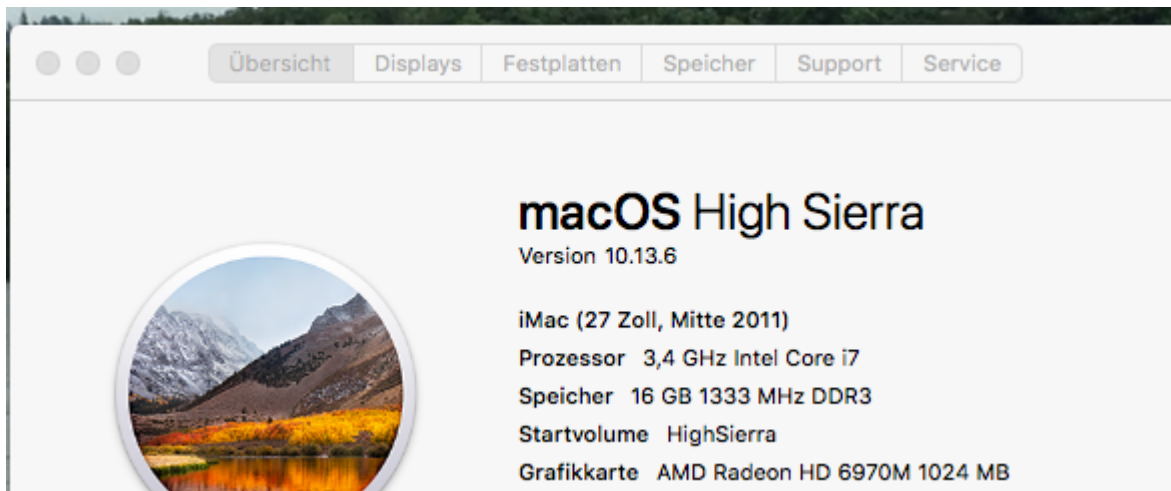 Übersicht Displays Festplatten Speicher Support Service
macOS High Sierra
Version 10.13.6
iMac (27 Zoll, Mitte 2011)
Prozessor 3,4 GHz Intel Core i7
Speicher 16 GB 1333 MHz DDR3
Startvolume HighSierra
Grafikkarte AMD Radeon HD 6970M 1024 MB